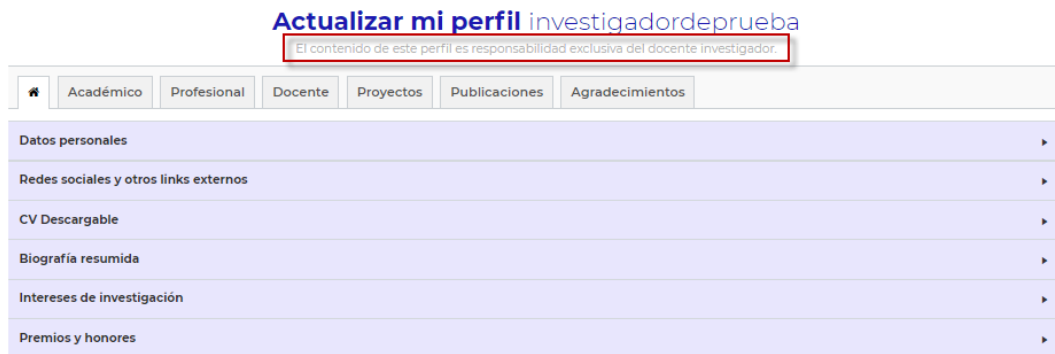 Actualizar mi perfil investigadordeprueba
El contenido de este perfil es responsabilidad exclusiva del docente investigador.
Académico Profesional Docente Proyectos Publicaciones Agradecimientos
Datos personales
Redes sociales y otros links externos
CV Descargable
Biografía resumida
Intereses de investigación
Premios y honores